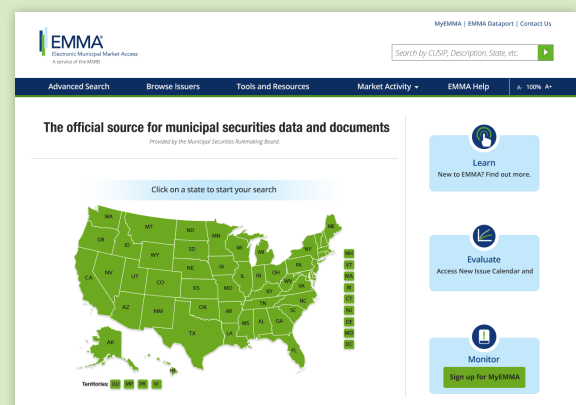 MyEMMA | EMMA Dataport | Contact Us
EMMA®
Electronic Municipal Market Access
A service of the MSRB
Search by CUSIP, Description, State, etc.
Advanced Search Browse Issuers Tools and Resources Market Activity EMMA Help A- 100% A+
The official source for municipal securities data and documents
Provided by the Municipal Securities Rulemaking Board.
Click on a state to start your search
Learn
New to EMMA? Find out more.
WA MT ND MN ME
OR ID WY SD WI MI NY
NV UT CO NE IA IL IN OH PA
CA KS MO KY WV VA
AZ NM OK AR TN NC SC
TX LA MS AL GA
AK HI FL
NH
VT
MA
RI
CT
NJ
DE
MD
DC
Territories: GU MP PR VI
Evaluate
Access New Issue Calendar and
Monitor
Sign up for MyEMMA